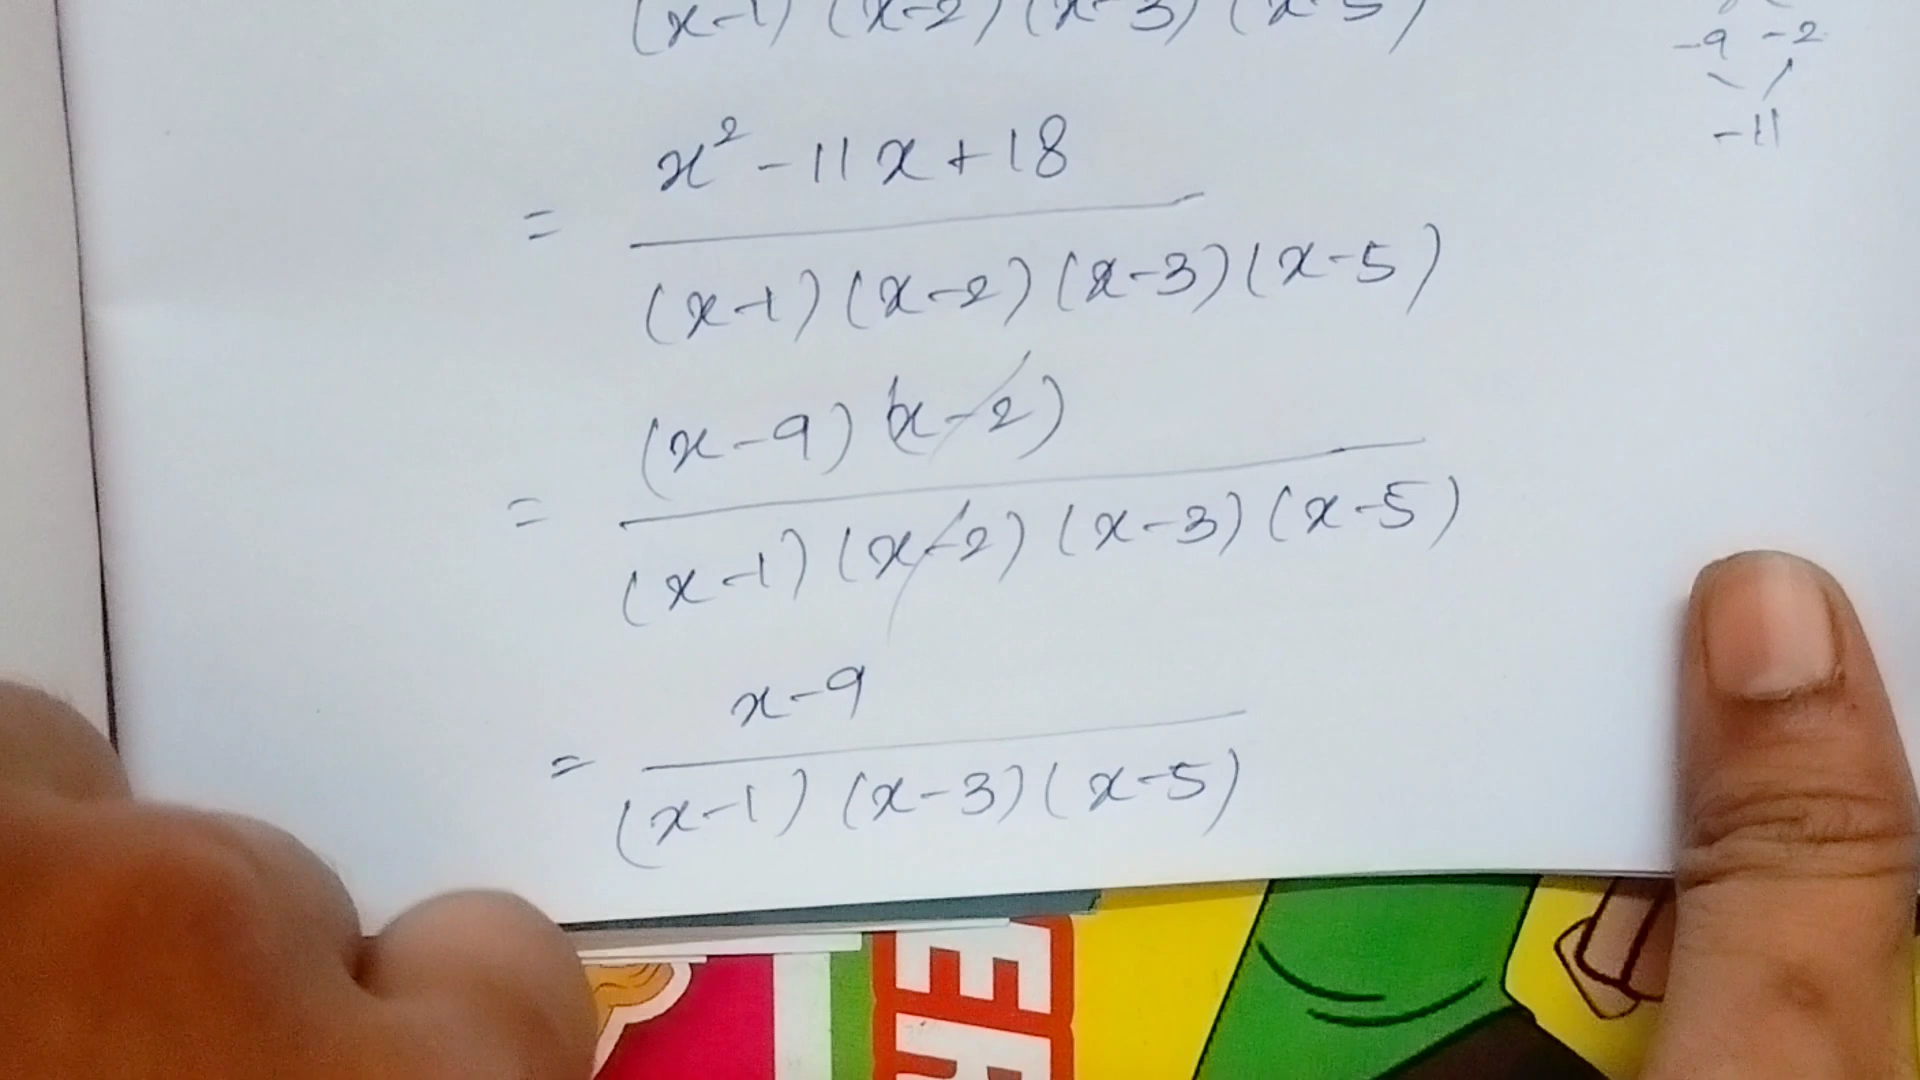 (x-1) (x-2) (x-3) (x-5)
-9 -2
-11
x² - 11x + 18
=
(x-1) (x-2) (x-3) (x-5)
(x-9) (x-2)
=
(x-1) (x-2) (x-3) (x-5)
x-9
=
(x-1) (x-3) (x-5)